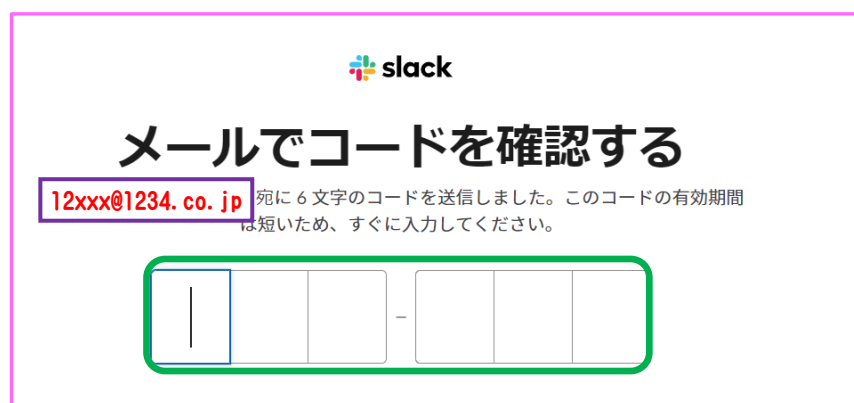 slack
メールでコードを確認する
12xxx@1234.co.jp 宛に 6 文字のコードを送信しました。このコードの有効期間
は短いため、すぐに入力してください。
–